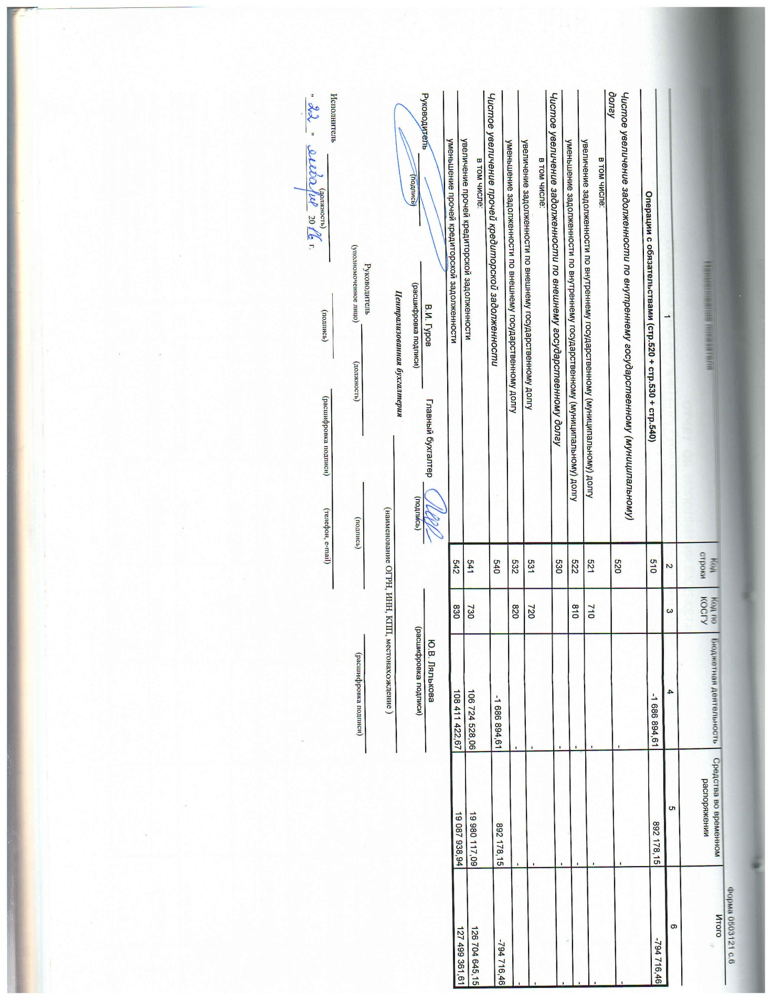 Форма 0503121 с.6
Наименование показателя Код строки Код по КОСГУ Бюджетная деятельность Средства во временном распоряжении Итого
1 2 3 4 5 6
Операции с обязательствами (стр.520 + стр.530 + стр.540) 510 -1 686 894,61 892 178,15 -794 716,46
Чистое увеличение задолженности по внутреннему государственному (муниципальному)
долгу 520 - - -
в том числе:
увеличение задолженности по внутреннему государственному (муниципальному) долгу 521 710 - - -
уменьшение задолженности по внутреннему государственному (муниципальному) долгу 522 810 - - -
Чистое увеличение задолженности по внешнему государственному долгу 530 - - -
в том числе:
увеличение задолженности по внешнему государственному долгу 531 720 - - -
уменьшение задолженности по внешнему государственному долгу 532 820 - - -
Чистое увеличение прочей кредиторской задолженности 540 -1 686 894,61 892 178,15 -794 716,46
в том числе:
увеличение прочей кредиторской задолженности 541 730 106 724 528,06 19 980 117,09 126 704 645,15
уменьшение прочей кредиторской задолженности 542 830 108 411 422,67 19 087 938,94 127 499 361,61
Руководитель В.И. Гуров Главный бухгалтер Ю.В. Лялькова
(подпись) (расшифровка подписи) (подпись) (расшифровка подписи)
Централизованная бухгалтерия
(наименование ОГРН, ИНН, КПП, местонахождение )
Руководитель
(уполномоченное лицо) (должность) (подпись) (расшифровка подписи)
Исполнитель
(должность) (подпись) (расшифровка подписи) (телефон, e-mail)
" 22 " января 2016 г.